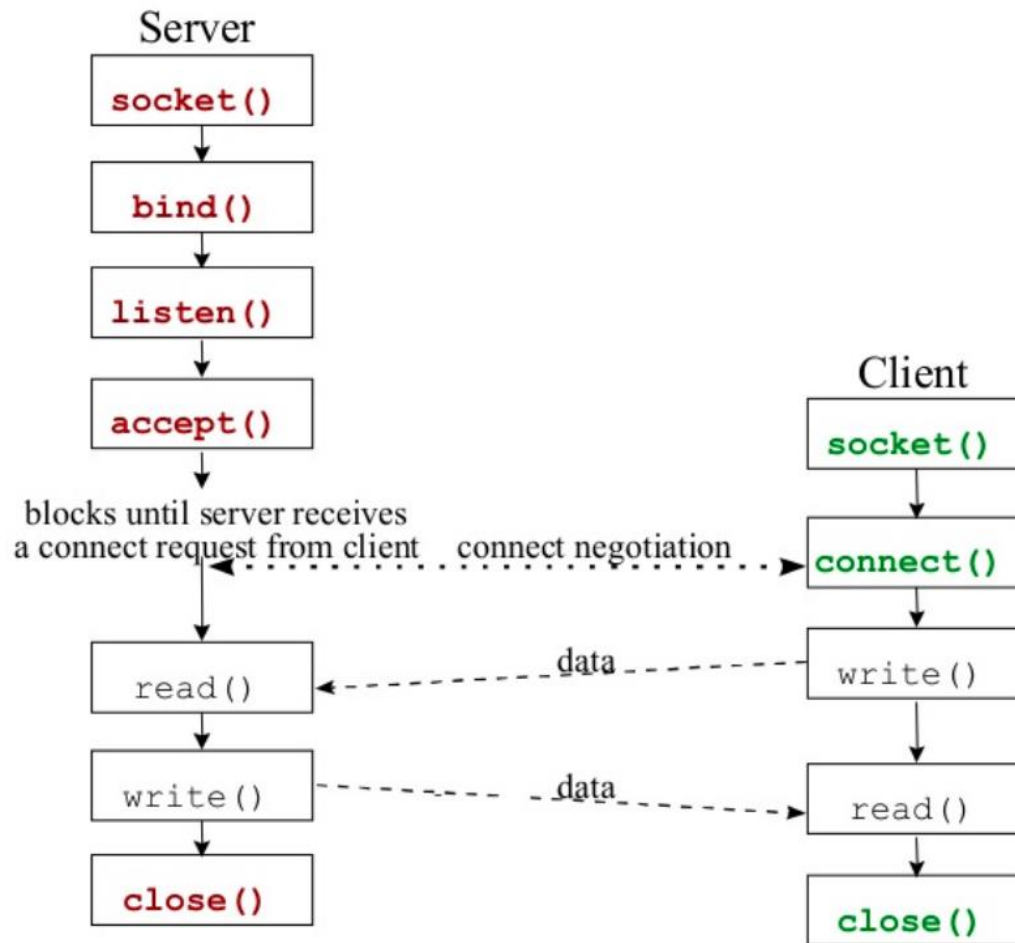 Server
socket()
bind()
listen()
accept()
blocks until server receives
a connect request from client
connect negotiation
read()
write()
close()
Client
socket()
connect()
data
write()
data
read()
close()